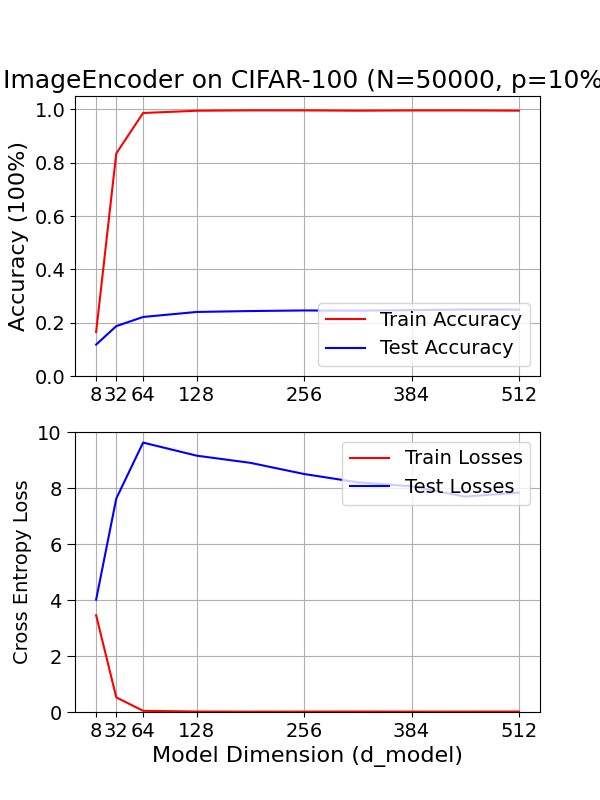 ImageEncoder on CIFAR-100 (N=50000, p=10%
Accuracy (100%)
1.0
0.8
0.6
0.4
0.2
0.0
Train Accuracy
Test Accuracy
8 32 64 128 256 384 512
Cross Entropy Loss
10
8
6
4
2
0
Train Losses
Test Losses
8 32 64 128 256 384 512
Model Dimension (d_model)